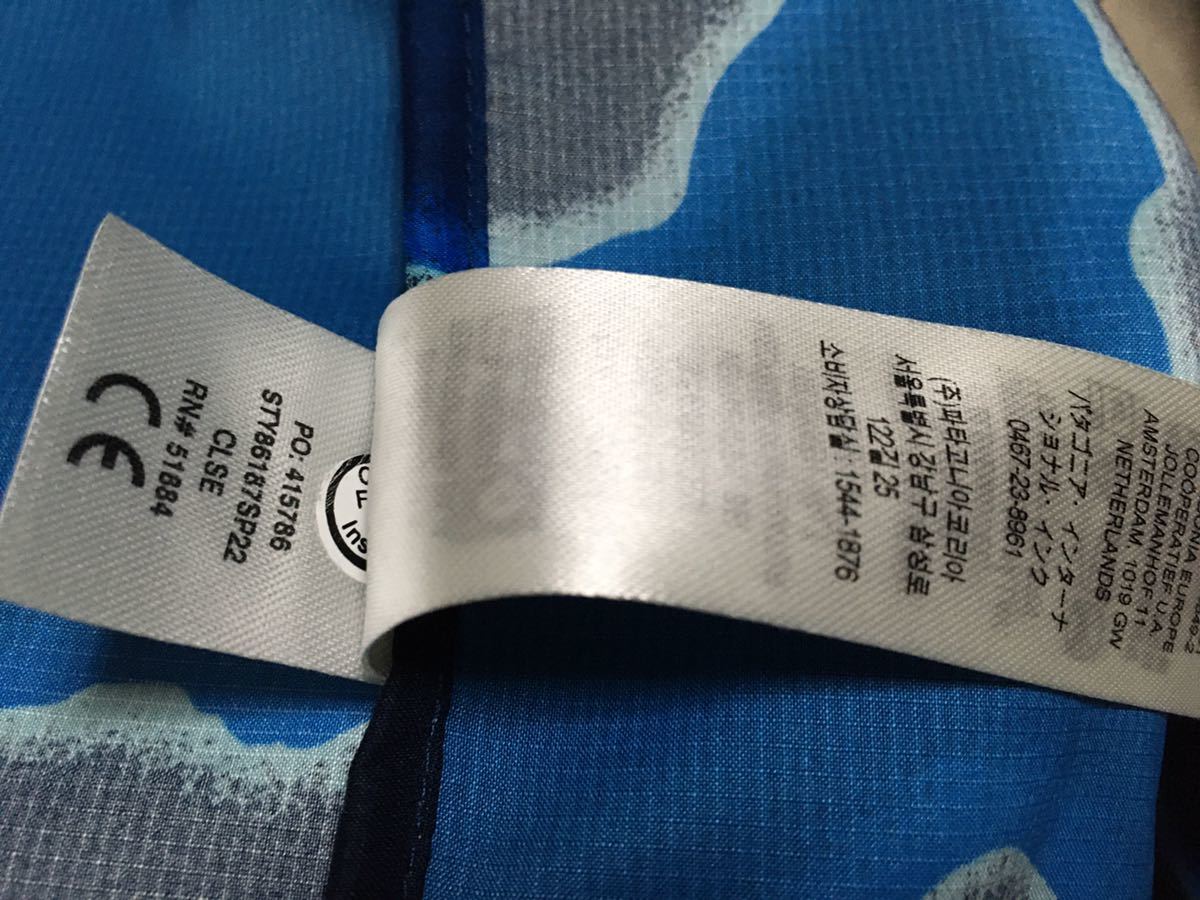 COOPERATIEF U.A.
JOLLEMANHOF 11
AMSTERDAM, 1019 GW
NETHERLANDS
パタゴニア・インターナ
ショナル・インク
0467-23-8961
(주)파타고니아코리아
서울특별시 강남구 삼성로
122길 25
소비자상담실 : 1544-1876
PO: 415786
STY86187SP22
CLSE
RN# 51884
CE
Ins